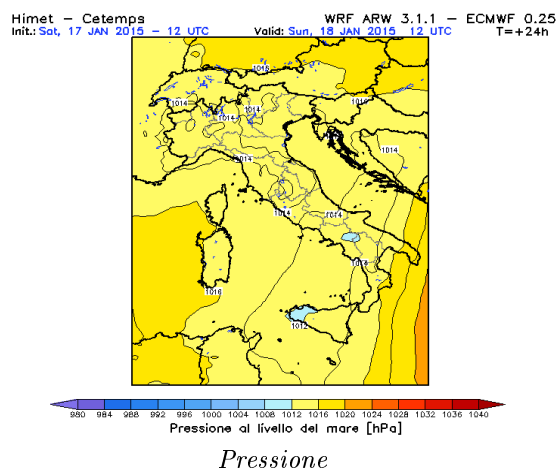 Himet – Cetemps WRF ARW 3.1.1 – ECMWF 0.25
Init.: Sat, 17 JAN 2015 – 12 UTC Valid: Sun, 18 JAN 2015 12 UTC T=+24h
1016
1014
1014
1014
1016
1014
1014
1014
1014
1014
1016
1012
980 984 988 992 996 1000 1004 1008 1012 1016 1020 1024 1028 1032 1036 1040
Pressione al livello del mare [hPa]
Pressione